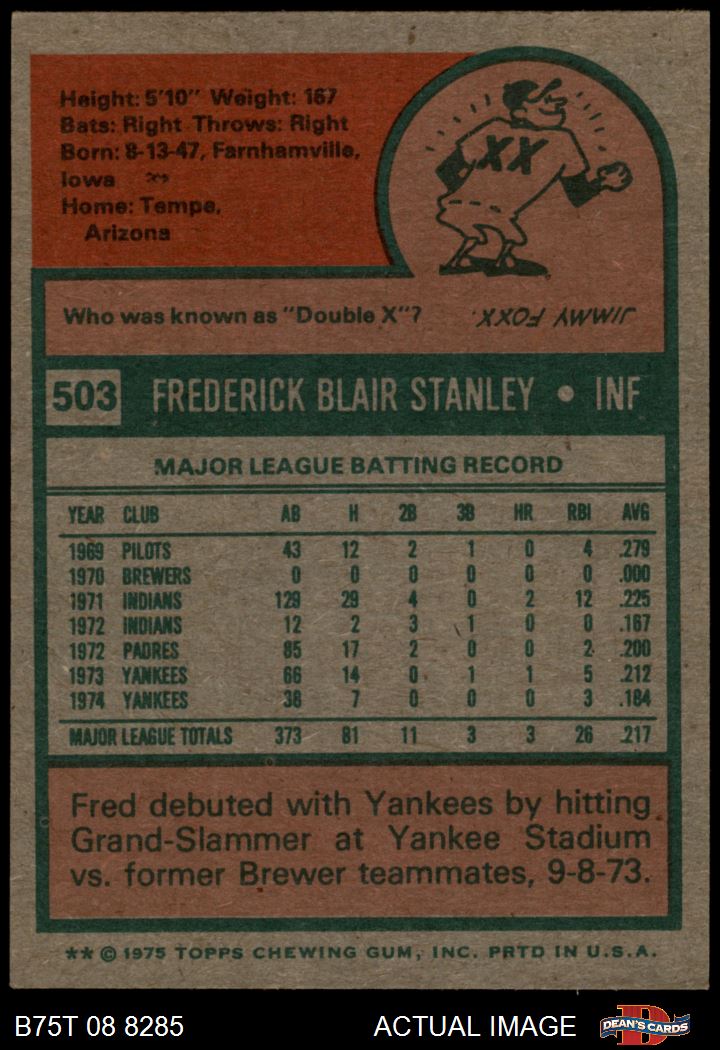 Height: 5'10" Weight: 167
Bats: Right Throws: Right
Born: 8-13-47, Farnhamville,
Iowa
Home: Tempe,
Arizona
XX
Who was known as "Double X"?
JIMMY FOXX.
503 FREDERICK BLAIR STANLEY • INF
MAJOR LEAGUE BATTING RECORD
YEAR CLUB AB H 2B 3B HR RBI AVG
1969 PILOTS 43 12 2 1 0 4 .279
1970 BREWERS 0 0 0 0 0 0 .000
1971 INDIANS 129 29 4 0 2 12 .225
1972 INDIANS 12 2 3 1 0 0 .167
1972 PADRES 85 17 2 0 0 2 .200
1973 YANKEES 66 14 0 1 1 5 .212
1974 YANKEES 38 7 0 0 0 3 .184
MAJOR LEAGUE TOTALS 373 81 11 3 3 26 .217
Fred debuted with Yankees by hitting
Grand-Slammer at Yankee Stadium
vs. former Brewer teammates, 9-8-73.
** © 1975 TOPPS CHEWING GUM, INC. PRTD IN U.S.A.
B75T 08 8285 ACTUAL IMAGE D DEAN'S CARDS